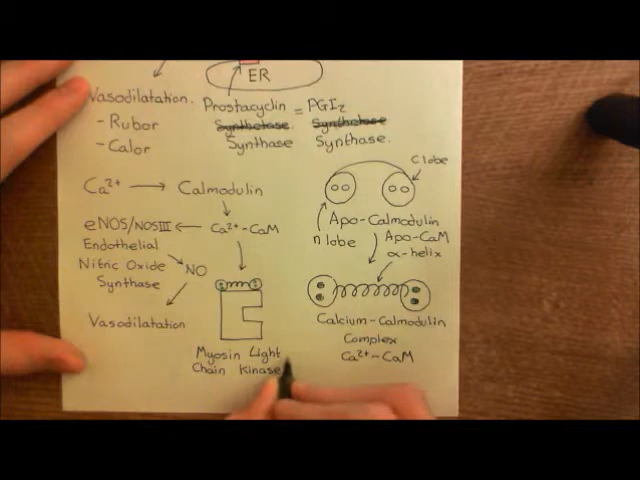 ER
Vasodilatation.
- Rubor
- Calor
Prostacyclin = PGI2
Synthetase Synthetase
Synthase Synthase.
Ca2+ → Calmodulin
eNOS/NOSIII ← Ca2+-CaM
Endothelial
Nitric Oxide
Synthase
NO
Vasodilatation
Myosin Light
Chain Kinase
C lobe
Apo-Calmodulin
n lobe
Apo-CaM
α-helix
Calcium-Calmodulin
Complex
Ca2+-CaM